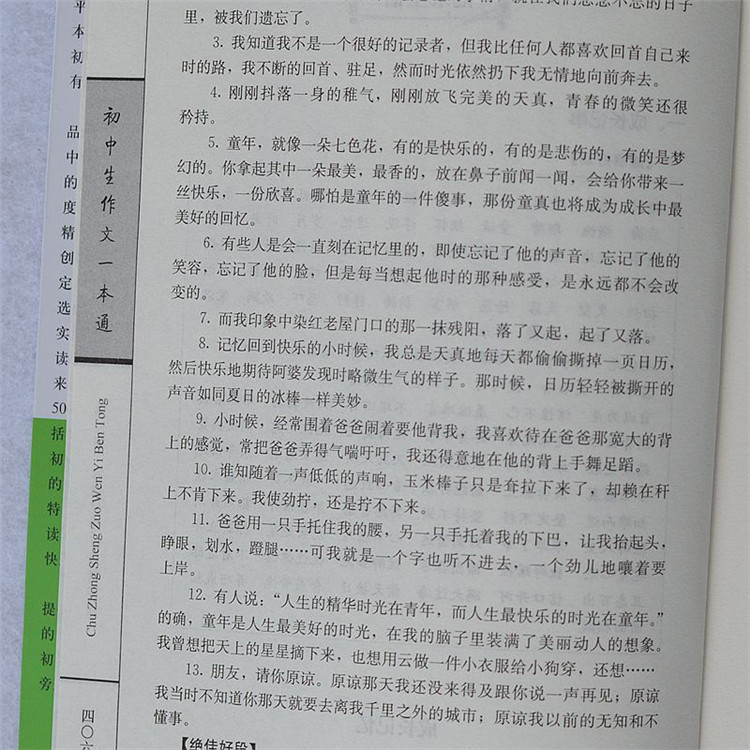 里，被我们遗忘了。
3. 我知道我不是一个很好的记录者，但我比任何人都喜欢回首自己来
时的路，我不断的回首、驻足，然而时光依然扔下我无情地向前奔去。
4. 刚刚抖落一身的稚气，刚刚放飞完美的天真，青春的微笑还很
矜持。
5. 童年，就像一朵七色花，有的是快乐的，有的是悲伤的，有的是梦
幻的。你拿起其中一朵最美，最香的，放在鼻子前闻一闻，会给你带来一
丝快乐，一份欣喜。哪怕是童年的一件傻事，那份童真也将成为成长中最
美好的回忆。
6. 有些人是会一直刻在记忆里的，即使忘记了他的声音，忘记了他的
笑容，忘记了他的脸，但是每当想起他时的那种感受，是永远都不会改
变的。
7. 而我印象中染红老屋门口的那一抹残阳，落了又起，起了又落。
8. 记忆回到快乐的小时候，我总是天真地每天都偷偷撕掉一页日历，
然后快乐地期待阿婆发现时略微生气的样子。那时候，日历轻轻被撕开的
声音如同夏日的冰棒一样美妙。
9. 小时候，经常围着爸爸闹着要他背我，我喜欢待在爸爸那宽大的背
上的感觉，常把爸爸弄得气喘吁吁，我还得意地在他的背上手舞足蹈。
10. 谁知随着一声低低的声响，玉米棒子只是耷拉下来了，却赖在秆
上不肯下来。我使劲拧，还是拧不下来。
11. 爸爸用一只手托住我的腰，另一只手托着我的下巴，让我抬起头，
睁眼，划水，蹬腿……可我就是一个字也听不进去，一个劲儿地嚷着要
上岸。
12. 有人说：“人生的精华时光在青年，而人生最快乐的时光在童年。”
的确，童年是人生最美好的时光，在我的脑子里装满了美丽动人的想象。
我曾想把天上的星星摘下来，也想用云做一件小衣服给小狗穿，还想……
13. 朋友，请你原谅。原谅那天我还没来得及跟你说一声再见；原谅
我当时不知道你那天就要去离我千里之外的城市；原谅我以前的无知和不
懂事。
【绝佳好段】
初中生作文一本通
Chu Zhong Sheng Zuo Wen Yi Ben Tong
四〇六
平本初有
品中的度精创定选实读来50括初的特读快
提的初旁